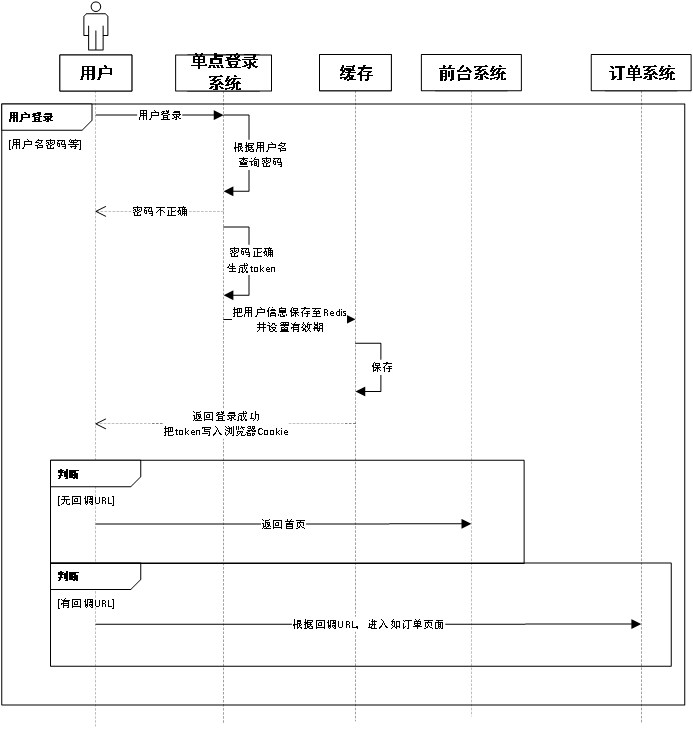 用户
单点登录
系统
缓存
前台系统
订单系统
用户登录
[用户名密码等]
用户登录
根据用户名
查询密码
密码不正确
密码正确
生成token
把用户信息保存至Redis
并设置有效期
保存
返回登录成功
把token写入浏览器Cookie
判断
[无回调URL]
返回首页
判断
[有回调URL]
根据回调URL，进入如订单页面